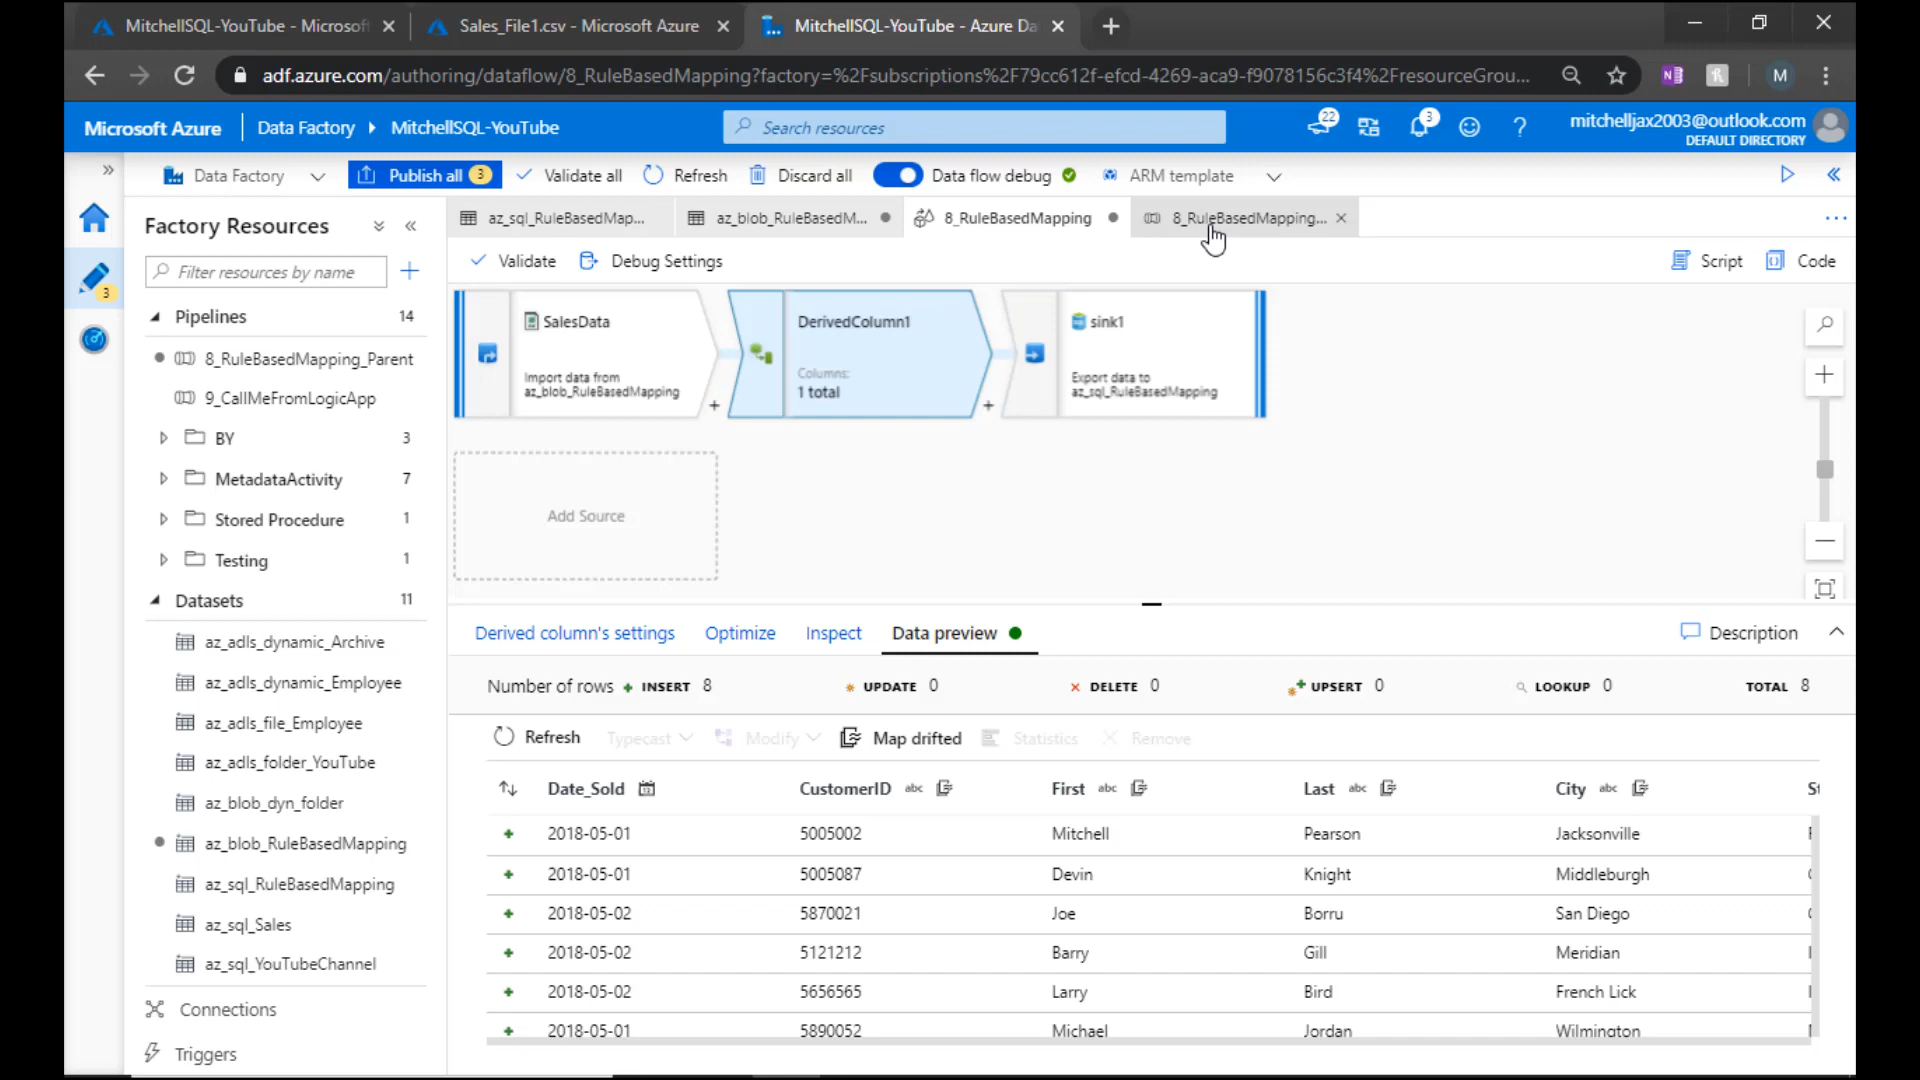 MitchellSQL-YouTube - Microsof
Sales_File1.csv - Microsoft Azure
MitchellSQL-YouTube - Azure Da
adf.azure.com/authoring/dataflow/8_RuleBasedMapping?factory=%2Fsubscriptions%2F79cc612f-efcd-4269-aca9-f9078156c3f4%2FresourceGrou...
M
Microsoft Azure
Data Factory
MitchellSQL-YouTube
Search resources
22
3
?
mitchelljax2003@outlook.com
DEFAULT DIRECTORY
Data Factory
Publish all 3
Validate all
Refresh
Discard all
Data flow debug
ARM template
Factory Resources
az_sql_RuleBasedMap...
az_blob_RuleBasedM...
8_RuleBasedMapping
8_RuleBasedMapping...
Filter resources by name
Validate
Debug Settings
Script
Code
3
Pipelines 14
8_RuleBasedMapping_Parent
9_CallMeFromLogicApp
BY 3
MetadataActivity 7
Stored Procedure 1
Testing 1
Datasets 11
az_adls_dynamic_Archive
az_adls_dynamic_Employee
az_adls_file_Employee
az_adls_folder_YouTube
az_blob_dyn_folder
az_blob_RuleBasedMapping
az_sql_RuleBasedMapping
az_sql_Sales
az_sql_YouTubeChannel
Connections
Triggers
SalesData
Import data from
az_blob_RuleBasedMapping
DerivedColumn1
Columns:
1 total
sink1
Export data to
az_sql_RuleBasedMapping
Add Source
Derived column's settings
Optimize
Inspect
Data preview
Description
Number of rows
INSERT 8
UPDATE 0
DELETE 0
UPSERT 0
LOOKUP 0
TOTAL 8
Refresh
Typecast
Modify
Map drifted
Statistics
Remove
Date_Sold CustomerID abc First abc Last abc City abc
2018-05-01 5005002 Mitchell Pearson Jacksonville
2018-05-01 5005087 Devin Knight Middleburgh
2018-05-02 5870021 Joe Borru San Diego
2018-05-02 5121212 Barry Gill Meridian
2018-05-02 5656565 Larry Bird French Lick
2018-05-01 5890052 Michael Jordan Wilmington